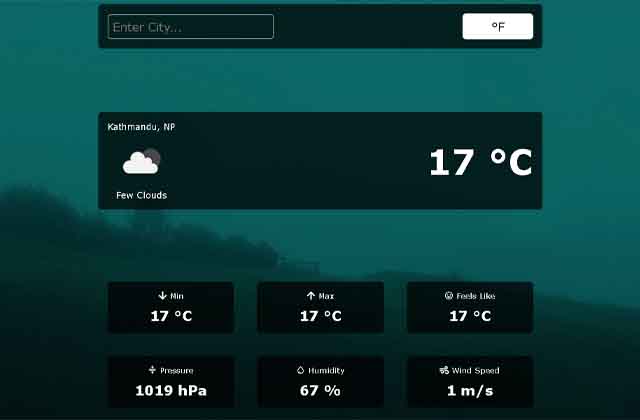 Enter City...
°F
Kathmandu, NP
Few Clouds
17 °C
Min
17 °C
Max
17 °C
Feels Like
17 °C
Pressure
1019 hPa
Humidity
67 %
Wind Speed
1 m/s